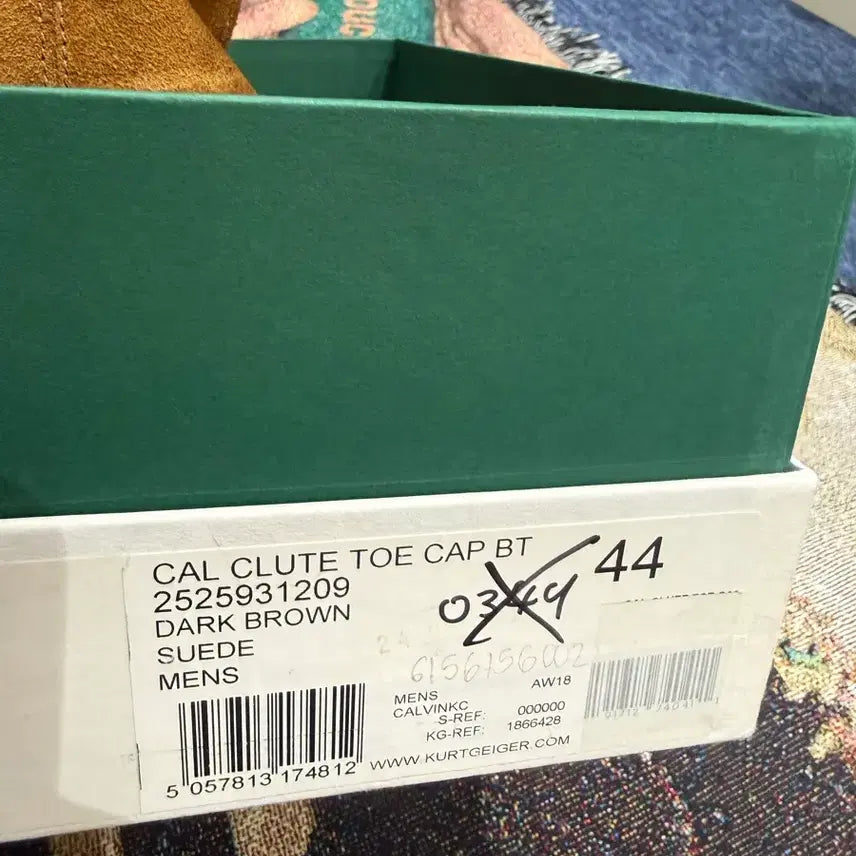 CAL CLUTE TOE CAP BT
44
2525931209
DARK BROWN
SUEDE
MENS
6156156002
MENS
AW18
CALVINKC
S-REF: 000000
KG-REF: 1866428
WWW.KURTGEIGER.COM
5 057813 174812